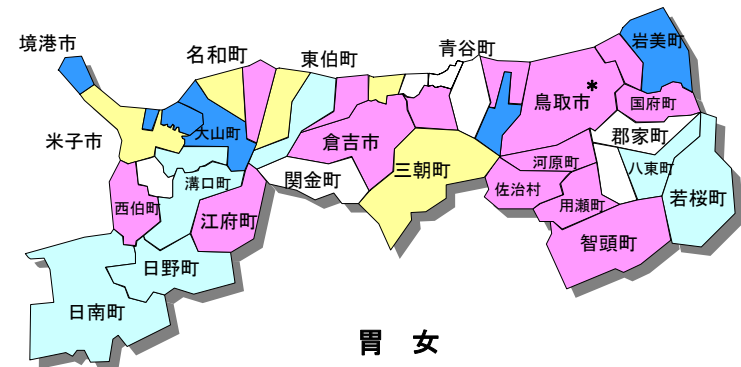 境港市
名和町
東伯町
青谷町
岩美町
米子市
大山町
倉吉市
鳥取市
*
国府町
郡家町
三朝町
河原町
八東町
溝口町
関金町
佐治村
若桜町
西伯町
江府町
用瀬町
智頭町
日野町
日南町
胃 女